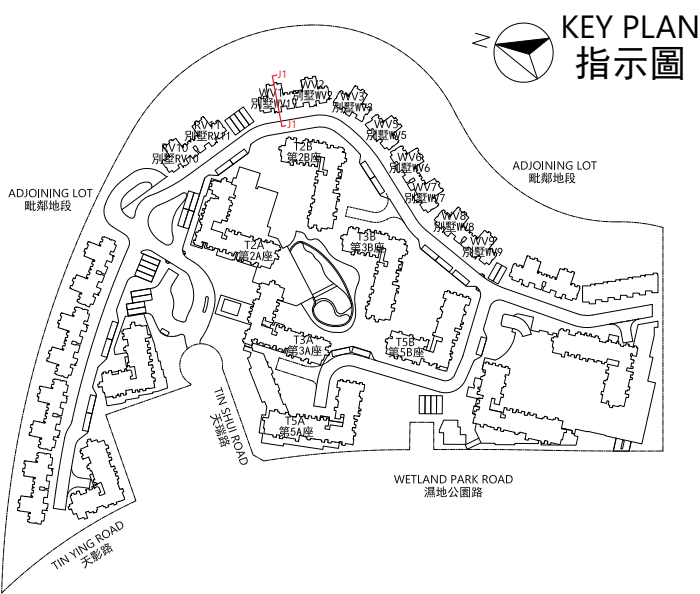 KEY PLAN
指示圖
N
J1
WV2
別墅WV2
WV1
別墅WV1
WV3
別墅WV3
J1
RV11
別墅RV11
WV5
別墅WV5
RV10
別墅RV10
T2B
第2B座
WV6
別墅WV6
ADJOINING LOT
毗鄰地段
ADJOINING LOT
毗鄰地段
WV7
別墅WV7
WV8
別墅WV8
T2A
第2A座
T3B
第3B座
WV9
別墅WV9
T3A
第3A座
T5B
第5B座
TIN SHUI ROAD
天瑞路
T5A
第5A座
WETLAND PARK ROAD
濕地公園路
TIN YING ROAD
天影路